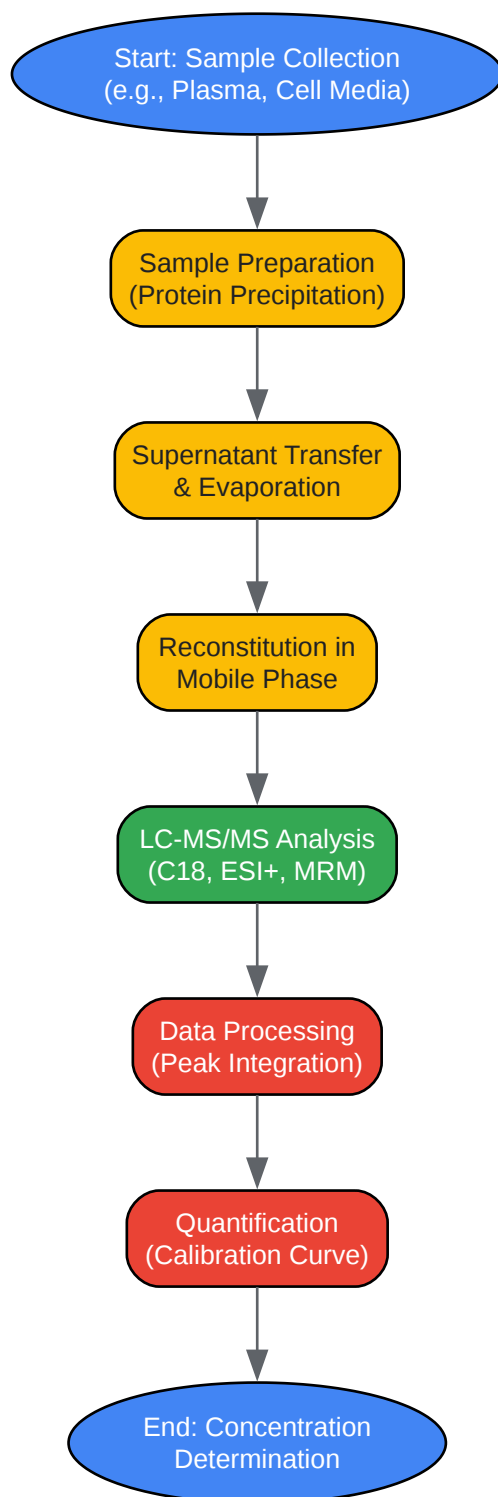 Start: Sample Collection
(e.g., Plasma, Cell Media)
Sample Preparation
(Protein Precipitation)
Supernatant Transfer
& Evaporation
Reconstitution in
Mobile Phase
LC-MS/MS Analysis
(C18, ESI+, MRM)
Data Processing
(Peak Integration)
Quantification
(Calibration Curve)
End: Concentration
Determination